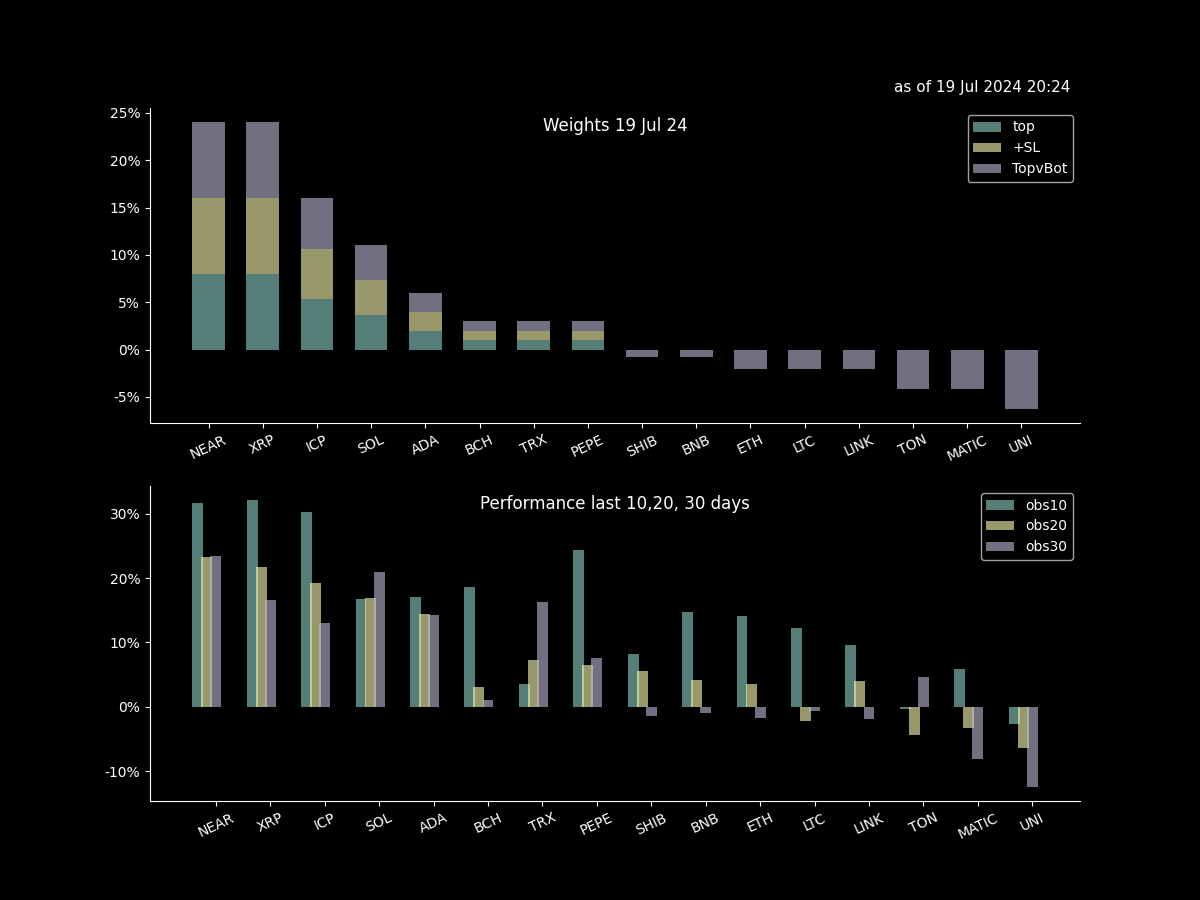 as of 19 Jul 2024 20:24
Weights 19 Jul 24
top
+SL
TopvBot
25%
20%
15%
10%
5%
0%
-5%
NEAR XRP ICP SOL ADA BCH TRX PEPE SHIB BNB ETH LTC LINK TON MATIC UNI
Performance last 10,20, 30 days
obs10
obs20
obs30
30%
20%
10%
0%
-10%
NEAR XRP ICP SOL ADA BCH TRX PEPE SHIB BNB ETH LTC LINK TON MATIC UNI